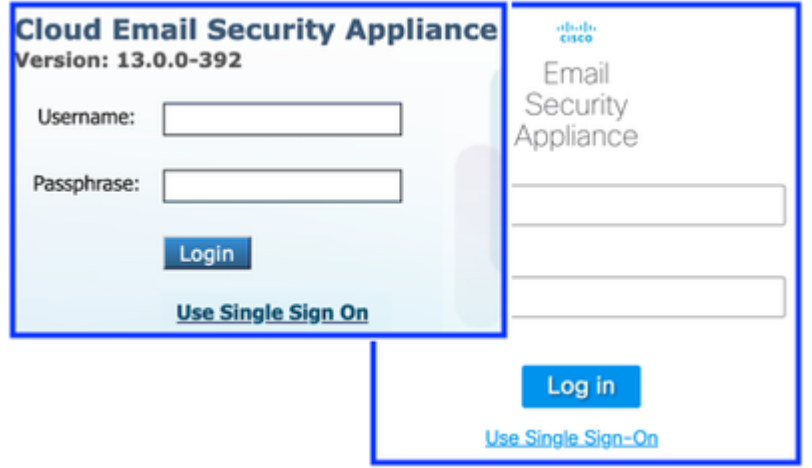 Cloud Email Security Appliance
Version: 13.0.0-392
Username:
Passphrase:
Login
Use Single Sign On
cisco
Email
Security
Appliance
Log in
Use Single Sign-On